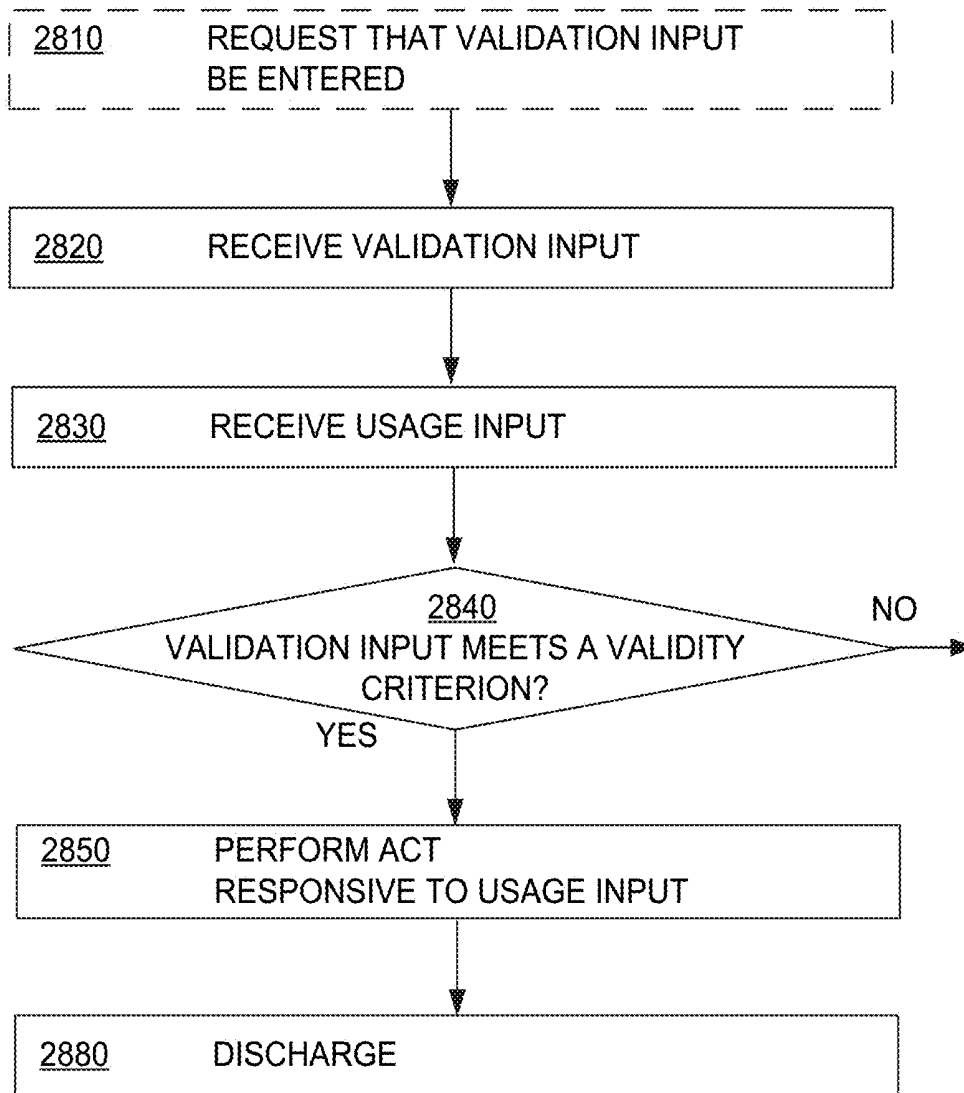 2810 REQUEST THAT VALIDATION INPUT
BE ENTERED
2820 RECEIVE VALIDATION INPUT
2830 RECEIVE USAGE INPUT
2840
VALIDATION INPUT MEETS A VALIDITY
CRITERION?
NO
YES
2850 PERFORM ACT
RESPONSIVE TO USAGE INPUT
2880 DISCHARGE